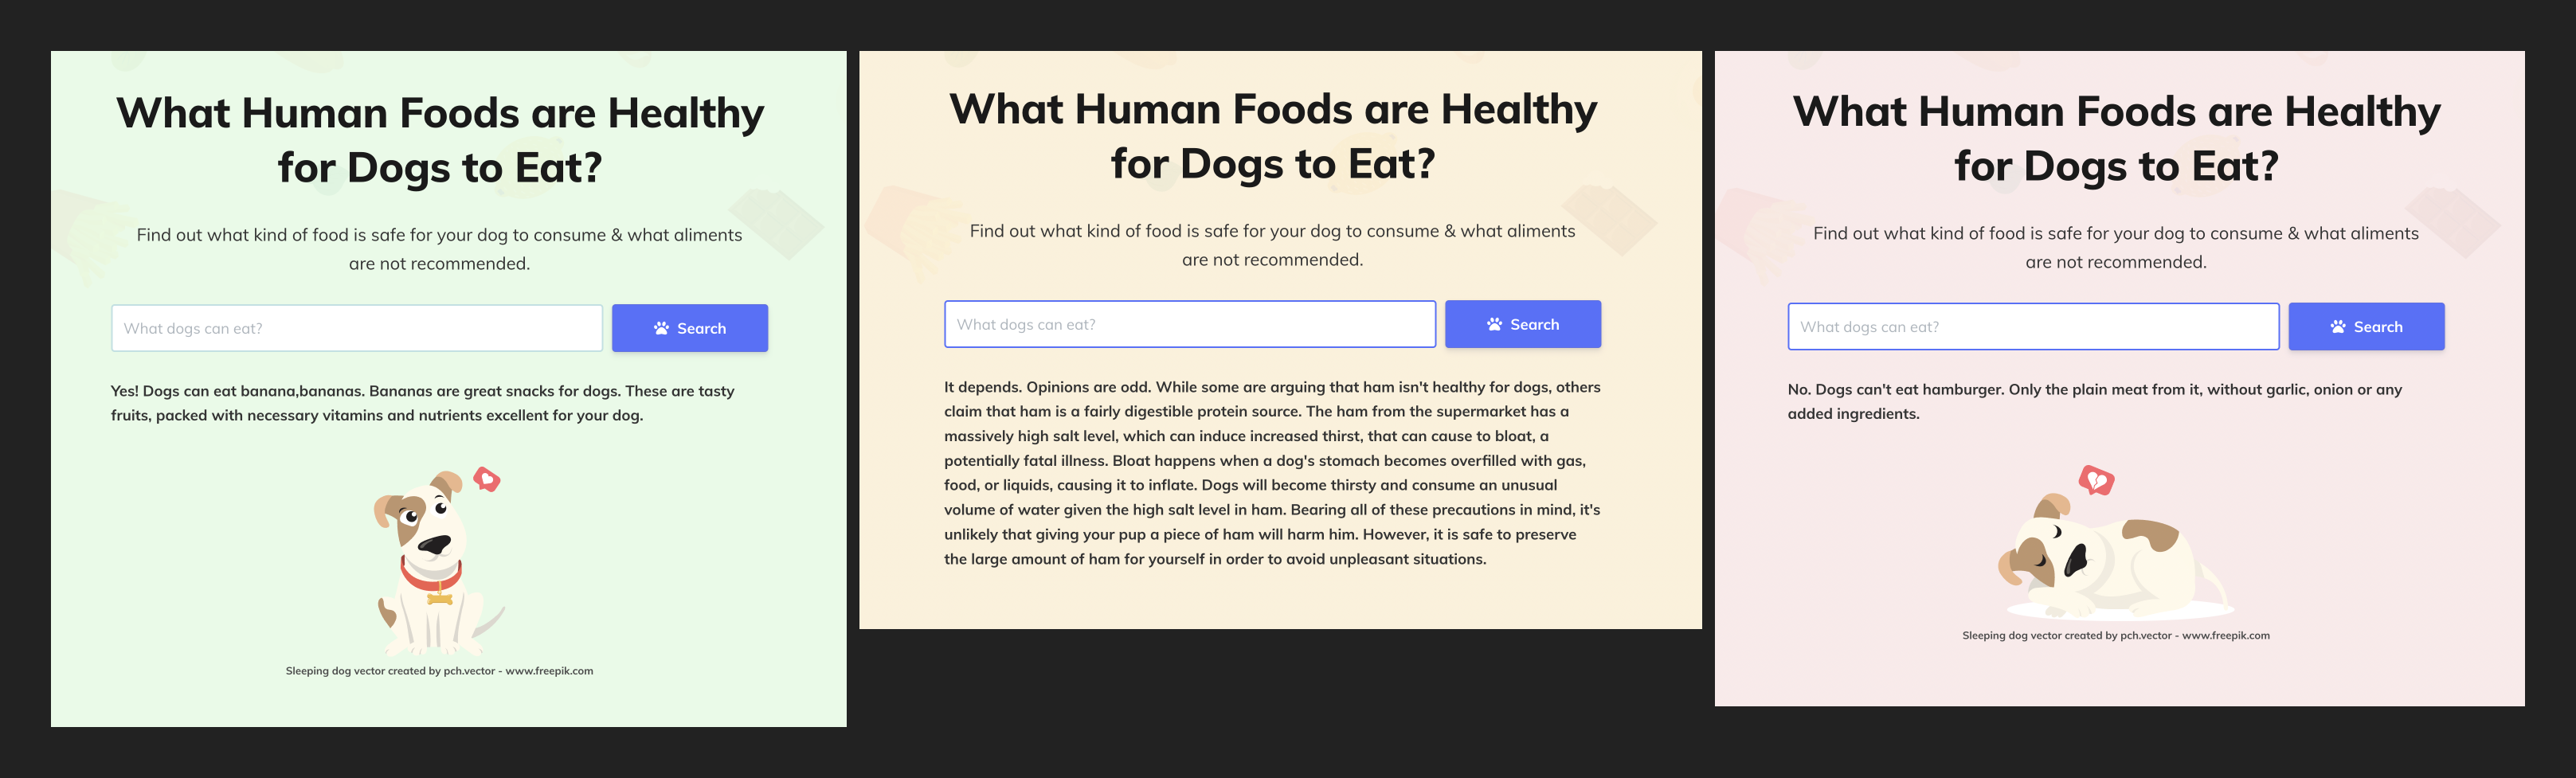 What Human Foods are Healthy
for Dogs to Eat?
Find out what kind of food is safe for your dog to consume & what aliments
are not recommended.
What dogs can eat?
Search
Yes! Dogs can eat banana,bananas. Bananas are great snacks for dogs. These are tasty
fruits, packed with necessary vitamins and nutrients excellent for your dog.
Sleeping dog vector created by pch.vector - www.freepik.com
What Human Foods are Healthy
for Dogs to Eat?
Find out what kind of food is safe for your dog to consume & what aliments
are not recommended.
What dogs can eat?
Search
It depends. Opinions are odd. While some are arguing that ham isn't healthy for dogs, others
claim that ham is a fairly digestible protein source. The ham from the supermarket has a
massively high salt level, which can induce increased thirst, that can cause to bloat, a
potentially fatal illness. Bloat happens when a dog's stomach becomes overfilled with gas,
food, or liquids, causing it to inflate. Dogs will become thirsty and consume an unusual
volume of water given the high salt level in ham. Bearing all of these precautions in mind, it's
unlikely that giving your pup a piece of ham will harm him. However, it is safe to preserve
the large amount of ham for yourself in order to avoid unpleasant situations.
What Human Foods are Healthy
for Dogs to Eat?
Find out what kind of food is safe for your dog to consume & what aliments
are not recommended.
What dogs can eat?
Search
No. Dogs can't eat hamburger. Only the plain meat from it, without garlic, onion or any
added ingredients.
Sleeping dog vector created by pch.vector - www.freepik.com